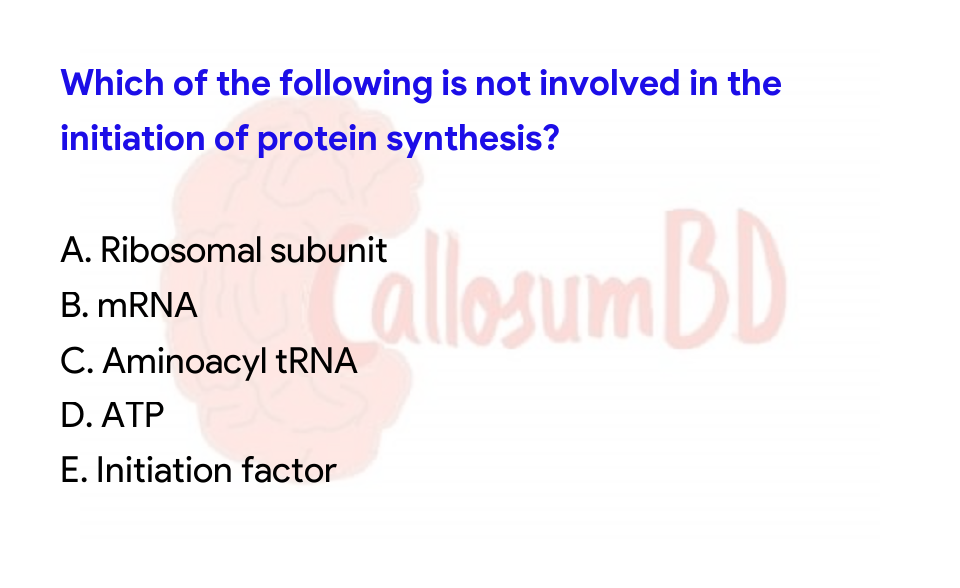 Which of the following is not involved in the
initiation of protein synthesis?
A. Ribosomal subunit
B. mRNA
C. Aminoacyl tRNA
D. ATP
E. Initiation factor
CallosumBD